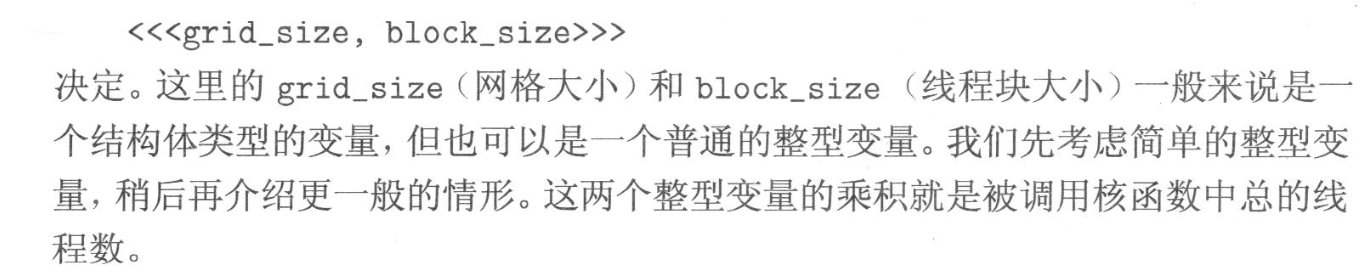 <<<grid_size, block_size>>>
决定。这里的 grid_size（网格大小）和 block_size （线程块大小）一般来说是一
个结构体类型的变量,但也可以是一个普通的整型变量。我们先考虑简单的整型变
量,稍后再介绍更一般的情形。这两个整型变量的乘积就是被调用核函数中总的线
程数。